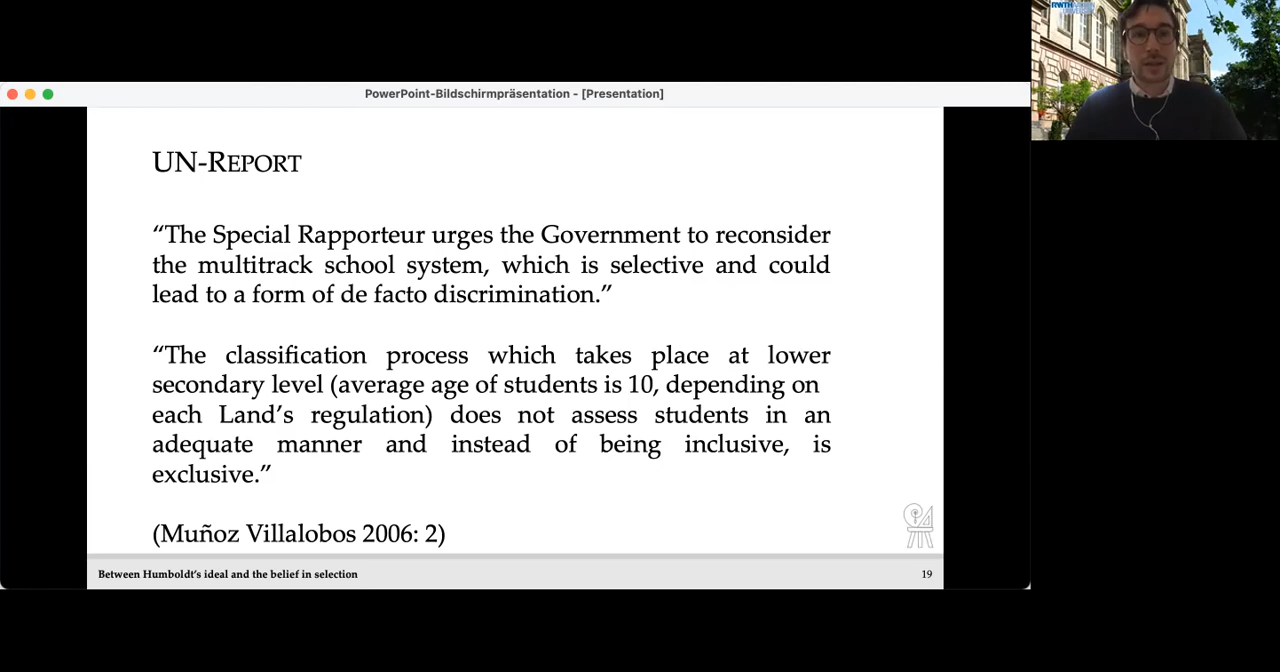 RWTH
PowerPoint-Bildschirmpräsentation - [Presentation]
UN-REPORT
“The Special Rapporteur urges the Government to reconsider
the multitrack school system, which is selective and could
lead to a form of de facto discrimination.”
“The classification process which takes place at lower
secondary level (average age of students is 10, depending on
each Land’s regulation) does not assess students in an
adequate manner and instead of being inclusive, is
exclusive.”
(Muñoz Villalobos 2006: 2)
Between Humboldt’s ideal and the belief in selection
19